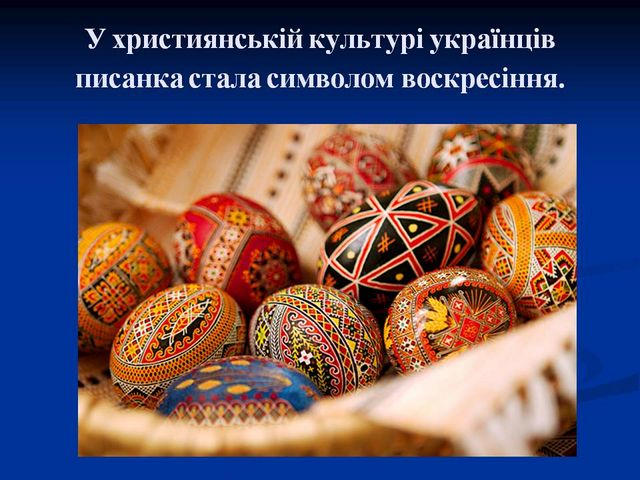 У християнській культурі українців
писанка стала символом воскресіння.